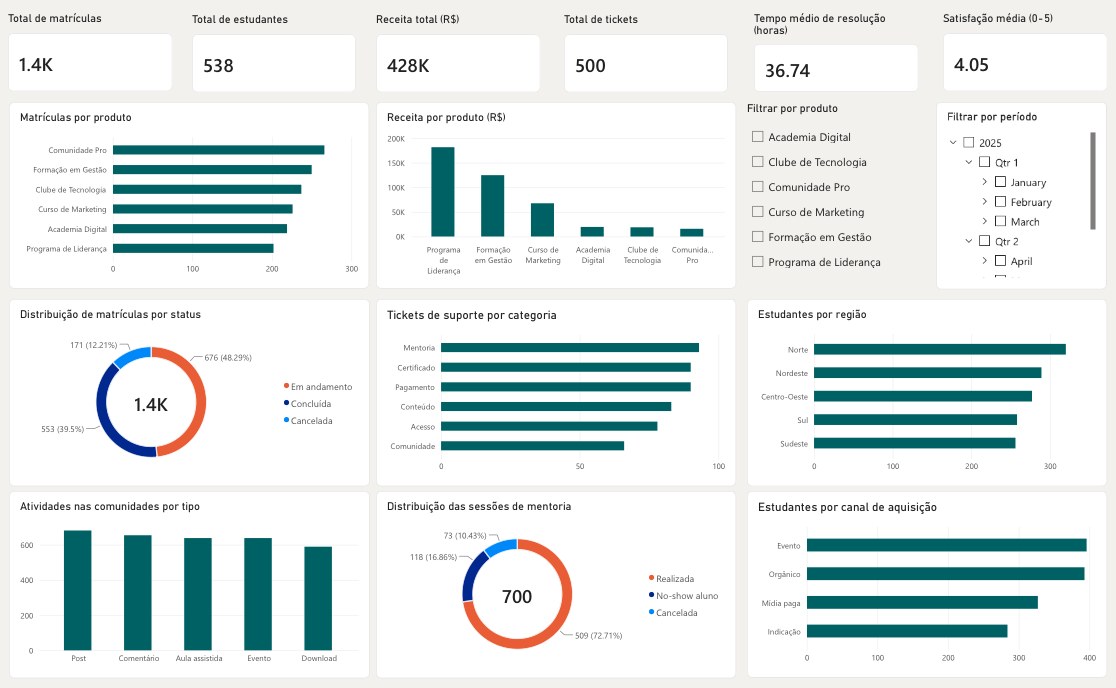 Total de matrículas
1.4K
Total de estudantes
538
Receita total (R$)
428K
Total de tickets
500
Tempo médio de resolução
(horas)
36.74
Satisfação média (0-5)
4.05
Matrículas por produto
Comunidade Pro
Formação em Gestão
Clube de Tecnologia
Curso de Marketing
Academia Digital
Programa de Liderança
0 100 200 300
Receita por produto (R$)
200K
150K
100K
50K
0K
Programa
de
Liderança
Formação
em Gestão
Curso de
Marketing
Academia
Digital
Clube de
Tecnologia
Comunida...
Pro
Filtrar por produto
Academia Digital
Clube de Tecnologia
Comunidade Pro
Curso de Marketing
Formação em Gestão
Programa de Liderança
Filtrar por período
2025
Qtr 1
January
February
March
Qtr 2
April
Distribuição de matrículas por status
171 (12.21%)
676 (48.29%)
1.4K
553 (39.5%)
Em andamento
Concluída
Cancelada
Tickets de suporte por categoria
Mentoria
Certificado
Pagamento
Conteúdo
Acesso
Comunidade
0 50 100
Estudantes por região
Norte
Nordeste
Centro-Oeste
Sul
Sudeste
0 100 200 300
Atividades nas comunidades por tipo
600
400
200
0
Post Comentário Aula assistida Evento Download
Distribuição das sessões de mentoria
73 (10.43%)
118 (16.86%)
700
509 (72.71%)
Realizada
No-show aluno
Cancelada
Estudantes por canal de aquisição
Evento
Orgânico
Mídia paga
Indicação
0 100 200 300 400